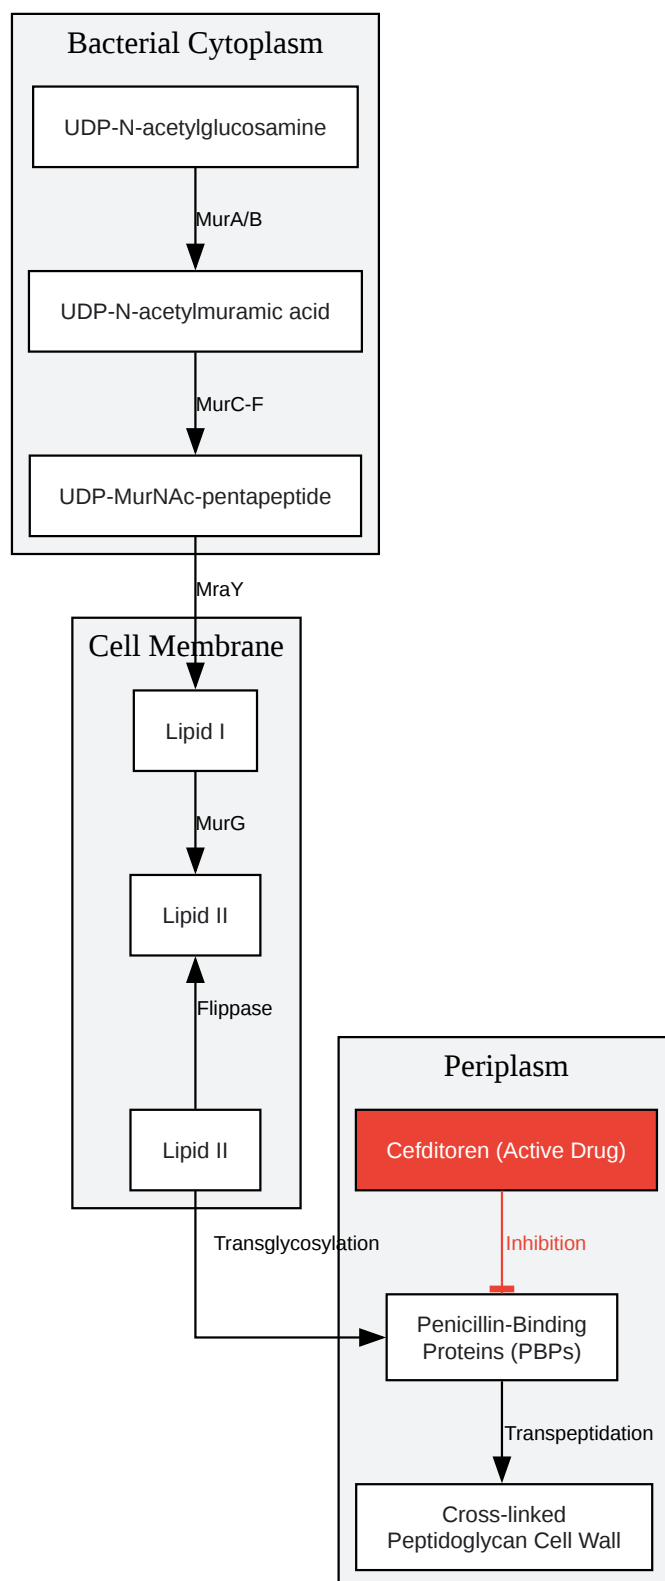 Bacterial Cytoplasm
UDP-N-acetylglucosamine
MurA/B
UDP-N-acetylmuramic acid
MurC-F
UDP-MurNAc-pentapeptide
MraY
Cell Membrane
Lipid I
MurG
Lipid II
Flippase
Lipid II
Transglycosylation
Periplasm
Cefditoren (Active Drug)
Inhibition
Penicillin-Binding
Proteins (PBPs)
Transpeptidation
Cross-linked
Peptidoglycan Cell Wall